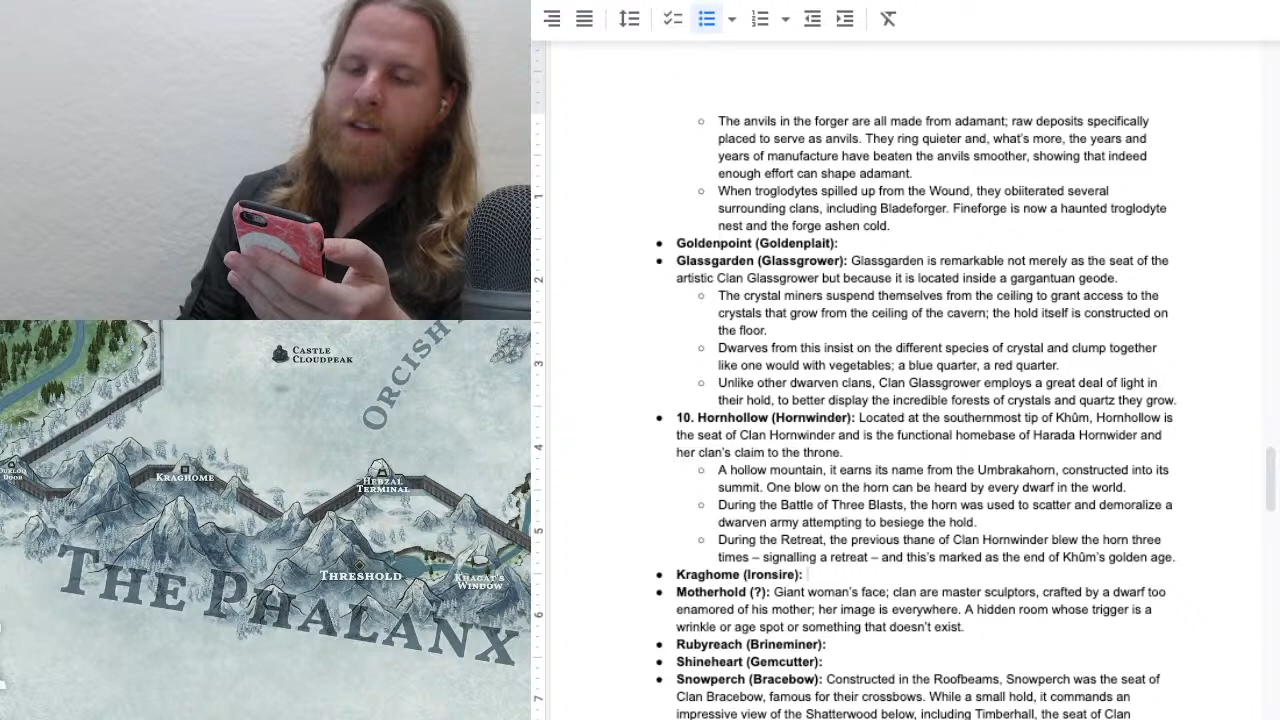 The anvils in the forger are all made from adamant; raw deposits specifically
placed to serve as anvils. They ring quieter and, what's more, the years and
years of manufacture have beaten the anvils smoother, showing that indeed
enough effort can shape adamant.
When troglodytes spilled up from the Wound, they obliterated several
surrounding clans, including Bladeforger. Fineforge is now a haunted troglodyte
nest and the forge ashen cold.
Goldenpoint (Goldenplait):
Glassgarden (Glassgrower): Glassgarden is remarkable not merely as the seat of the
artistic Clan Glassgrower but because it is located inside a gargantuan geode.
The crystal miners suspend themselves from the ceiling to grant access to the
crystals that grow from the ceiling of the cavern; the hold itself is constructed on
the floor.
Dwarves from this insist on the different species of crystal and clump together
like one would with vegetables; a blue quarter, a red quarter.
Unlike other dwarven clans, Clan Glassgrower employs a great deal of light in
their hold, to better display the incredible forests of crystals and quartz they grow.
10. Hornhollow (Hornwinder): Located at the southernmost tip of Khûm, Hornhollow is
the seat of Clan Hornwinder and is the functional homebase of Harada Hornwider and
her clan's claim to the throne.
A hollow mountain, it earns its name from the Umbrakahorn, constructed into its
summit. One blow on the horn can be heard by every dwarf in the world.
During the Battle of Three Blasts, the horn was used to scatter and demoralize a
dwarven army attempting to besiege the hold.
During the Retreat, the previous thane of Clan Hornwinder blew the horn three
times – signalling a retreat – and this's marked as the end of Khûm's golden age.
Kraghome (Ironsire):
Motherhold (?): Giant woman's face; clan are master sculptors, crafted by a dwarf too
enamored of his mother; her image is everywhere. A hidden room whose trigger is a
wrinkle or age spot or something that doesn't exist.
Rubyreach (Brineminer):
Shineheart (Gemcutter):
Snowperch (Bracebow): Constructed in the Roofbeams, Snowperch was the seat of
Clan Bracebow, famous for their crossbows. While a small hold, it commands an
impressive view of the Shatterwood below, including Timberhall, the seat of Clan
1
2
3
4
5
6
7
CASTLE
CLOUDPEAK
ORCISH
DOOR
KRAGHOME
HEBZAL
TERMINAL
THRESHOLD
KHAGAT'S
WINDOW
THE PHALANX